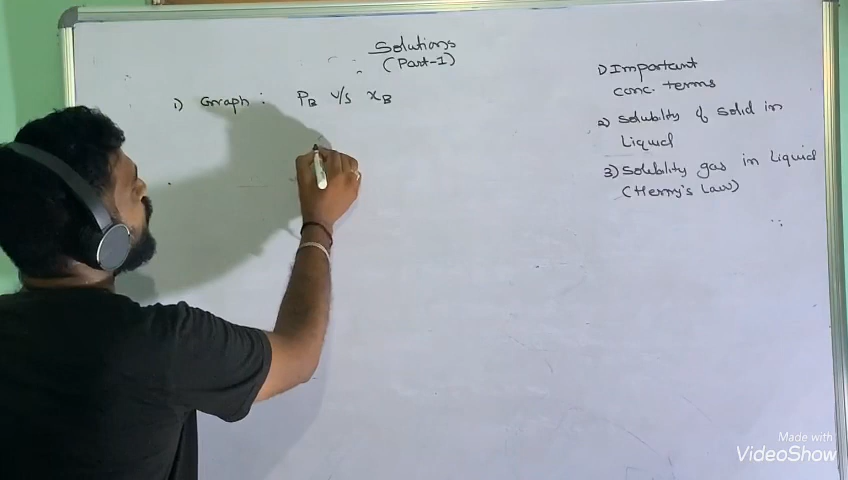 Solutions
(Part-1)
1) Graph : PB v/s xB
1) Important
conc. terms
2) solubilty of solid in
Liquid
3) solubility gas in Liquid
(Henry's Law)
Made with
VideoShow